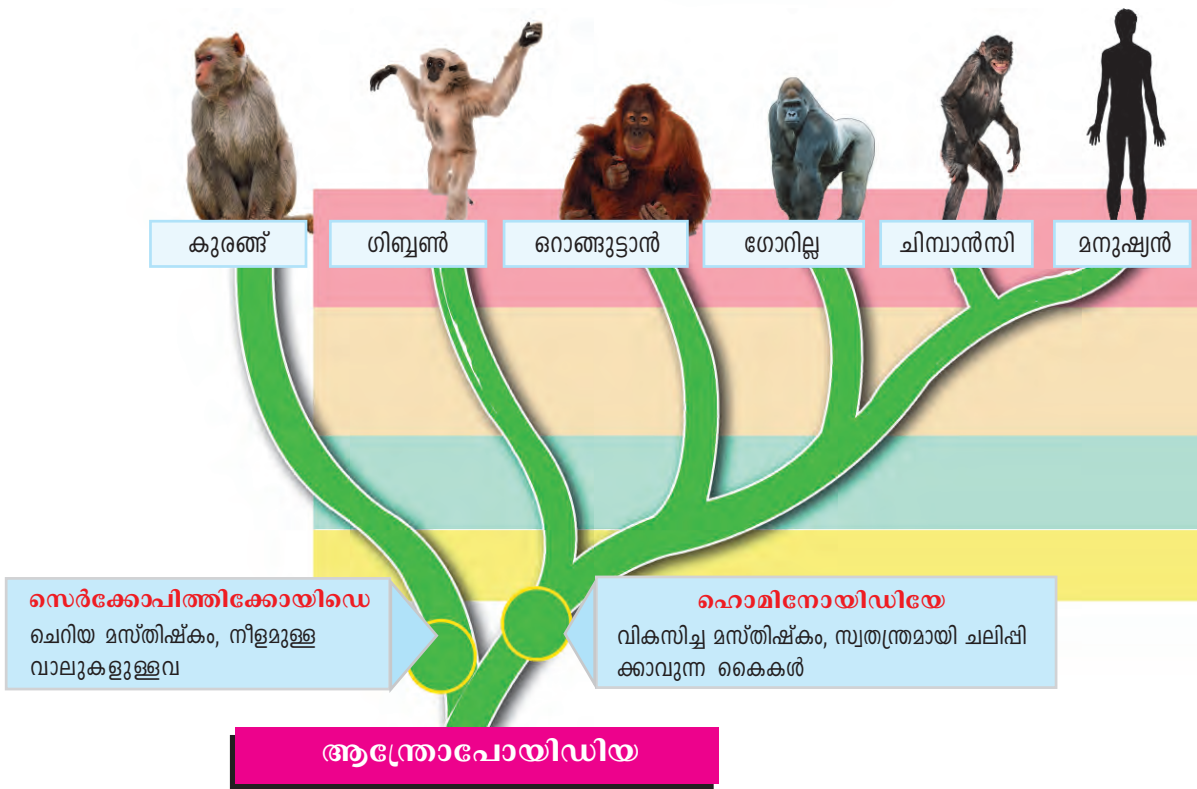 കുരങ്ങ്
ഗിബ്ബൺ
ഒറാങ്ങുട്ടാൻ
ഗോറില്ല
ചിമ്പാൻസി
മനുഷ്യൻ
സെർക്കോപിത്തിക്കോയിഡെ
ചെറിയ മസ്തിഷ്കം, നീളമുള്ള
വാലുകളുള്ളവ
ഹൊമിനോയിഡിയേ
വികസിച്ച മസ്തിഷ്കം, സ്വതന്ത്രമായി ചലിപ്പി
ക്കാവുന്ന കൈകൾ
ആന്ത്രോപോയിഡിയ